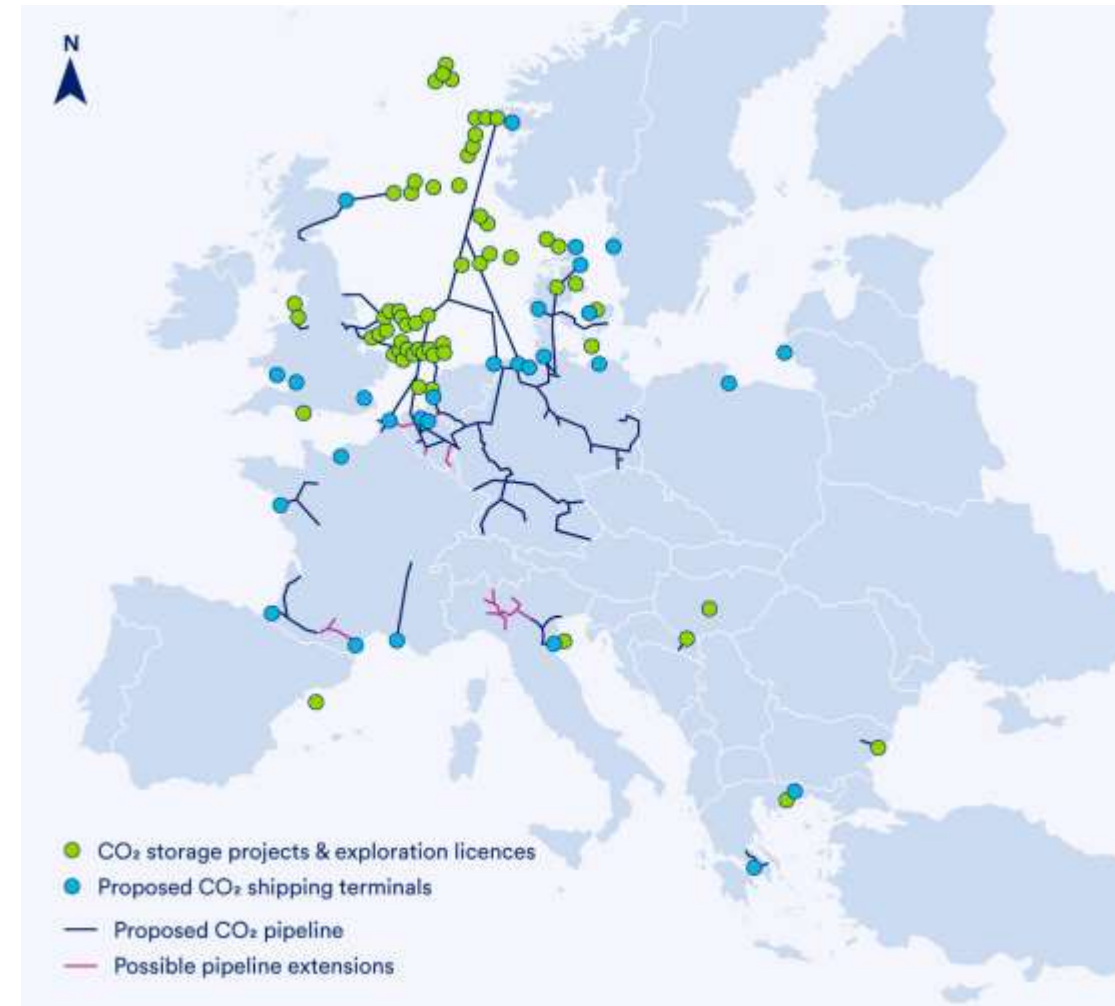 N
CO₂ storage projects & exploration licences
Proposed CO₂ shipping terminals
Proposed CO₂ pipeline
Possible pipeline extensions